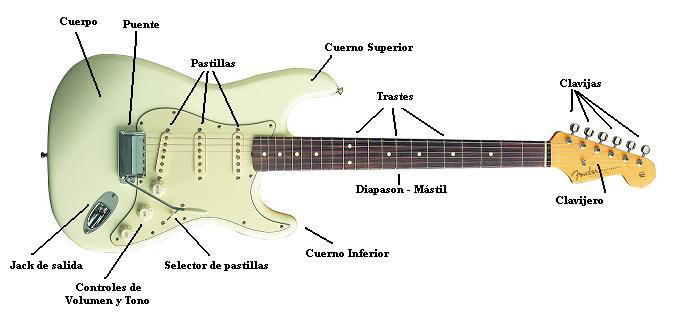 Cuerpo
Puente
Pastillas
Cuerno Superior
Trastes
Clavijas
Diapason - Mástil
Fender
Clavijero
Jack de salida
Controles de
Volumen y Tono
Selector de pastillas
Cuerno Inferior